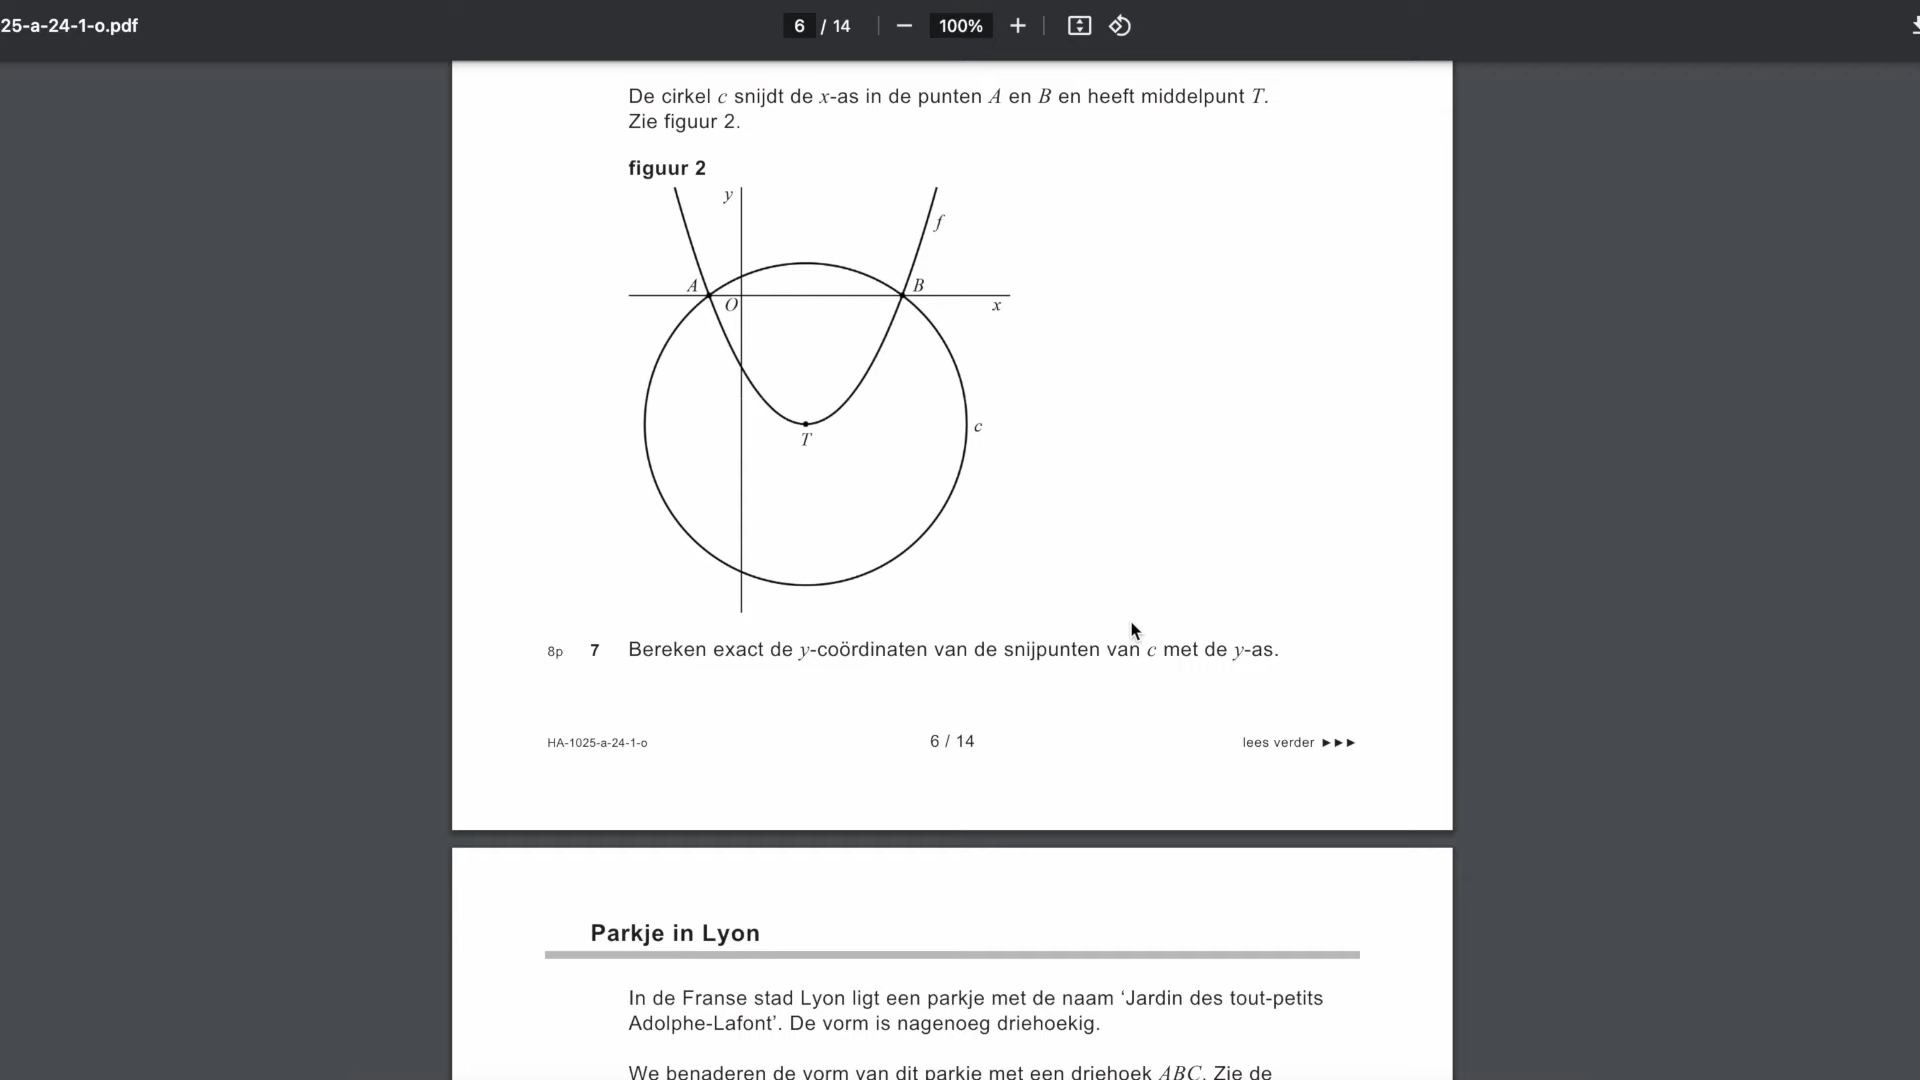 25-a-24-1-o.pdf
6 / 14
100%
De cirkel c snijdt de x-as in de punten A en B en heeft middelpunt T.
Zie figuur 2.
figuur 2
y
f
A
B
O
x
T
c
8p 7 Bereken exact de y-coördinaten van de snijpunten van c met de y-as.
HA-1025-a-24-1-o 6 / 14 lees verder ►►►
Parkje in Lyon
In de Franse stad Lyon ligt een parkje met de naam ‘Jardin des tout-petits
Adolphe-Lafont’. De vorm is nagenoeg driehoekig.
We benaderen de vorm van dit parkje met een driehoek ABC. Zie de